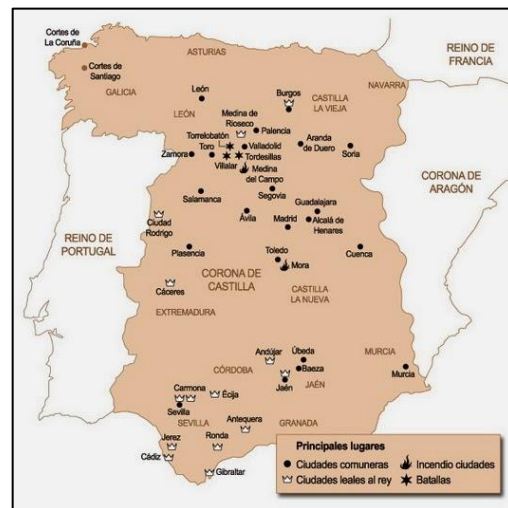 Cortes de
La Coruña
Cortes de
Santiago
ASTURIAS
GALICIA
REINO DE
FRANCIA
NAVARRA
León
LEÓN
Burgos
CASTILLA
LA VIEJA
Medina de
Rioseco
Palencia
Torrelobatón
Toro
Valladolid
Aranda
de Duero
Soria
Zamora
Villalar
Tordesillas
Medina
del Campo
CORONA DE
ARAGÓN
Salamanca
Segovia
Guadalajara
Ávila
Madrid
Alcalá de
Henares
Ciudad
Rodrigo
REINO DE
PORTUGAL
Plasencia
Toledo
Mora
Cuenca
CORONA DE
CASTILLA
Cáceres
CASTILLA
LA NUEVA
EXTREMADURA
Andújar
Úbeda
Baeza
MURCIA
Murcia
CÓRDOBA
Jaén
JAÉN
Carmona
Écija
Sevilla
SEVILLA
Antequera
GRANADA
Jerez
Ronda
Cádiz
Gibraltar
Principales lugares
Ciudades comuneras
Incendio ciudades
Ciudades leales al rey
Batallas